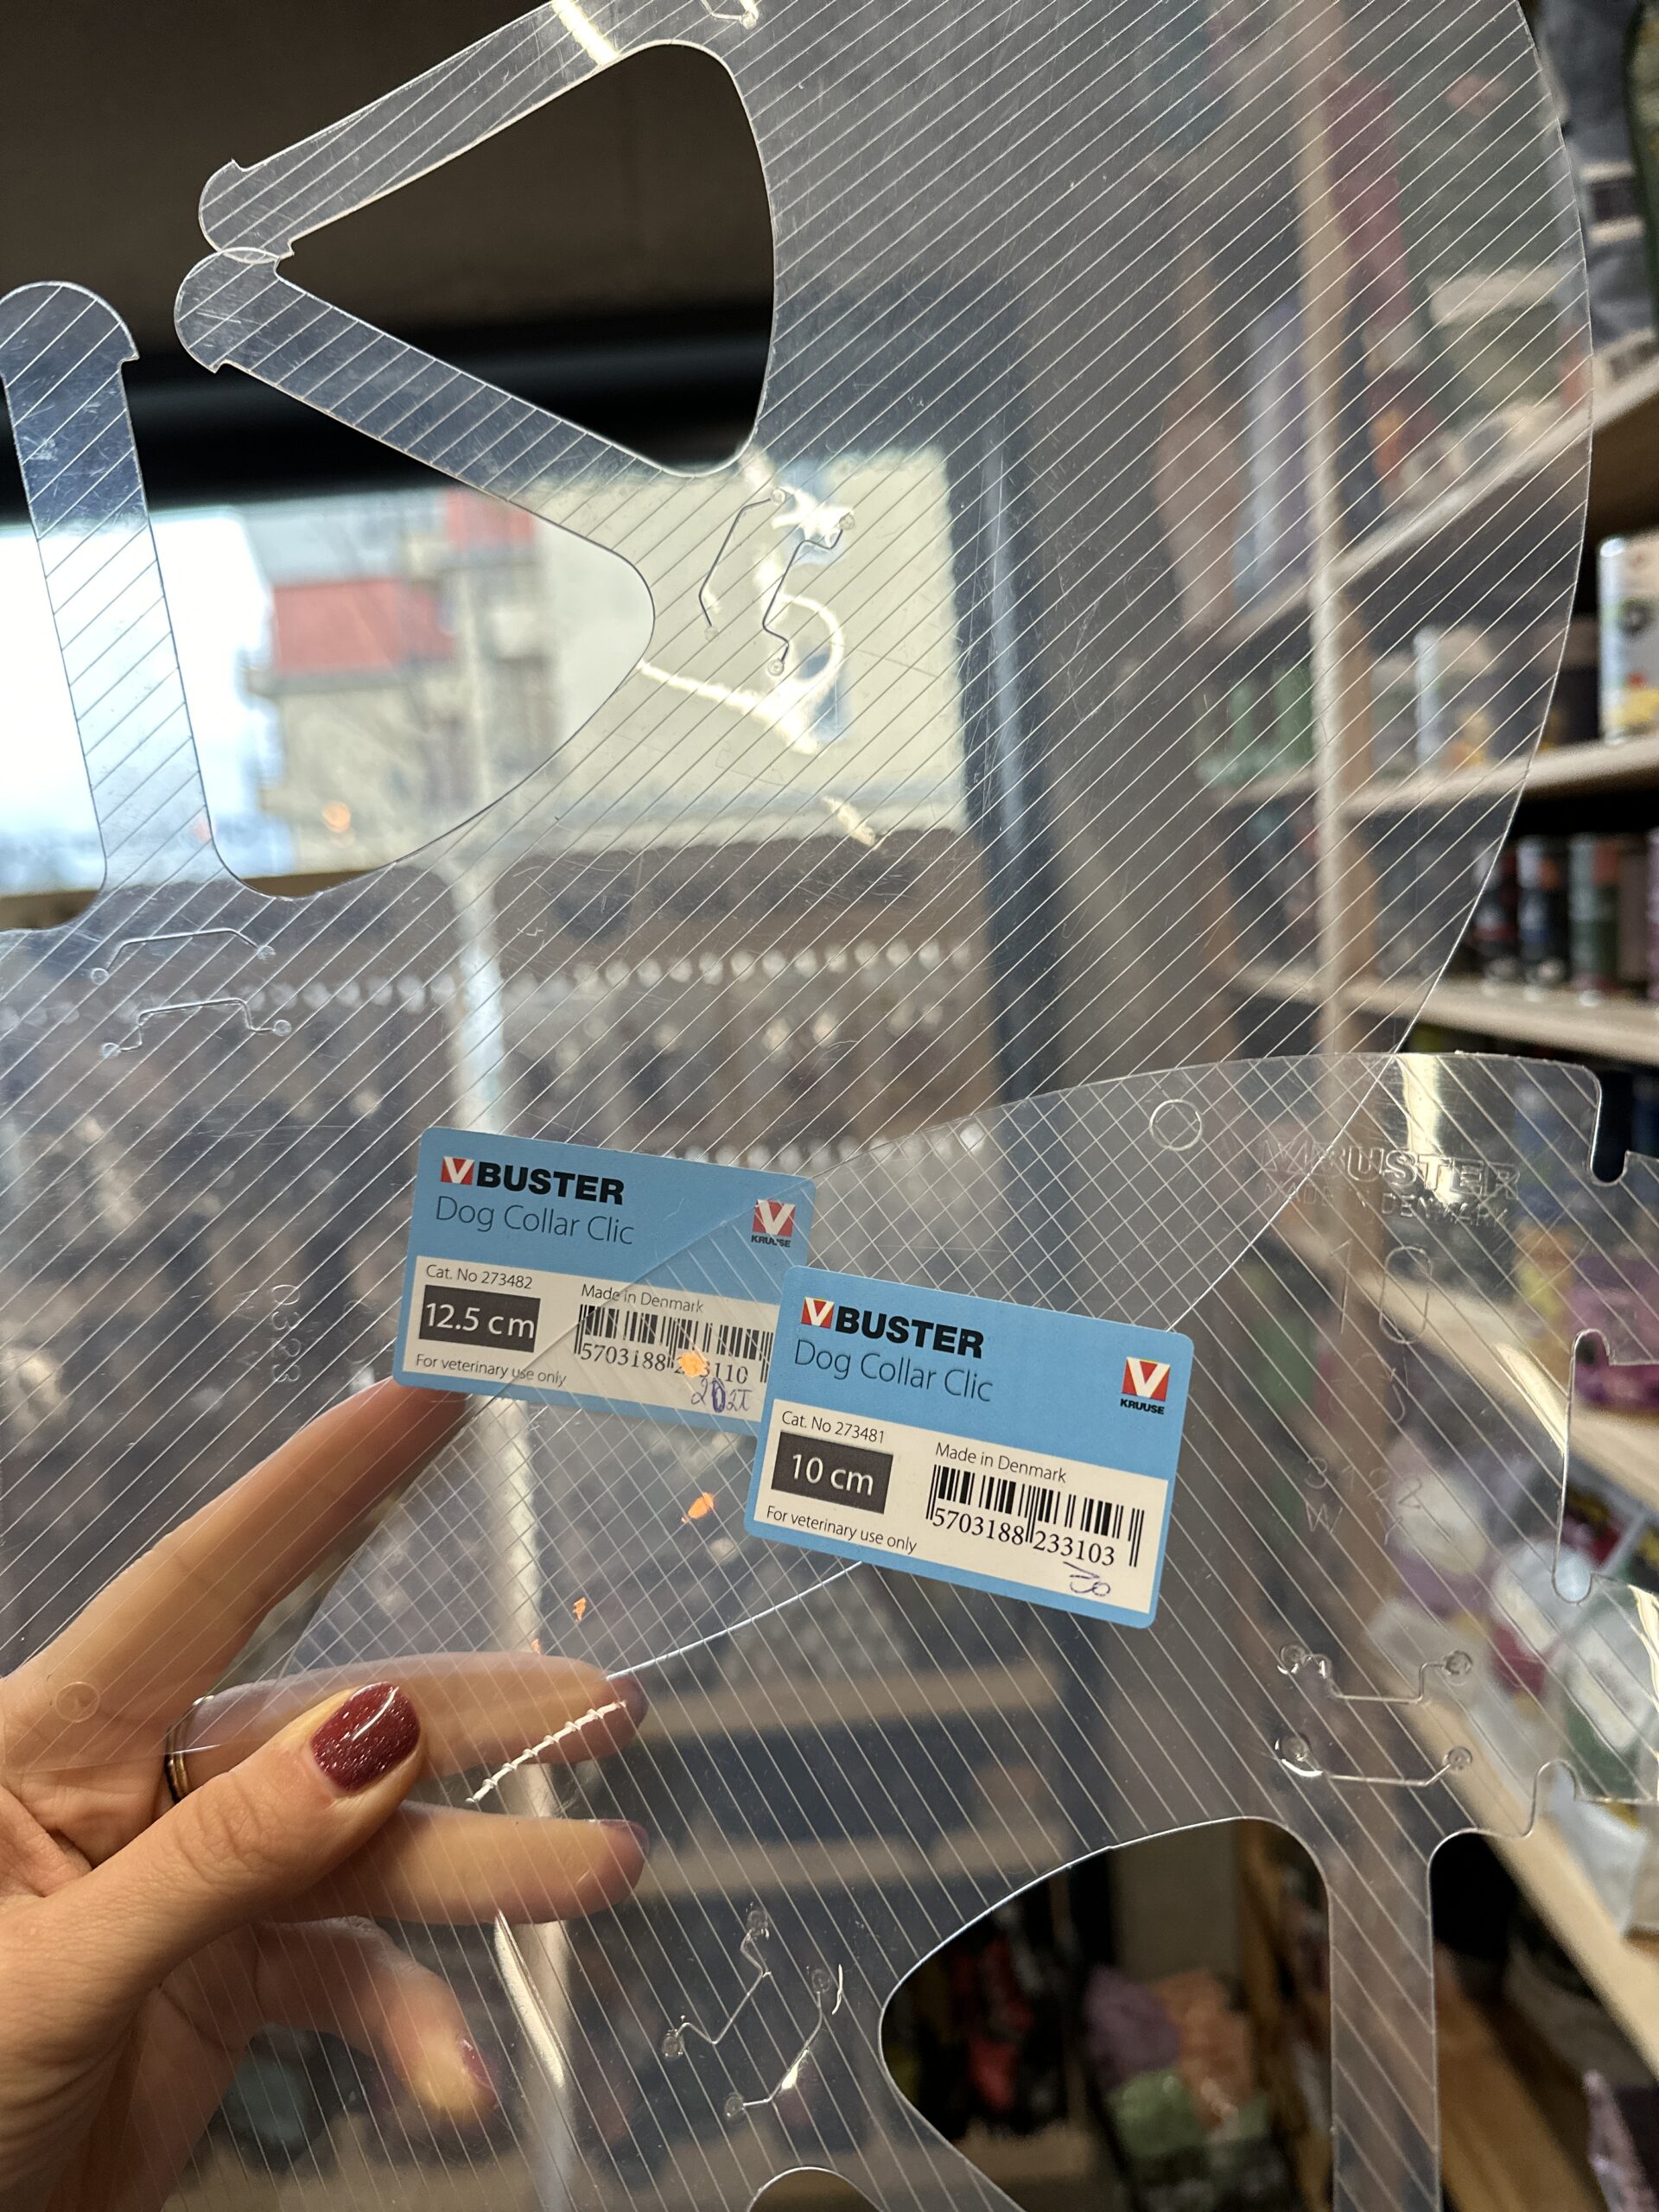 BUSTER
Dog Collar Clic
KRUUSE
Cat. No 273482
12.5 cm
Made in Denmark
For veterinary use only
BUSTER
Dog Collar Clic
KRUUSE
Cat. No 273481
10 cm
Made in Denmark
5703188 233103
For veterinary use only
BUSTER
MADE IN DENMARK
10
0323